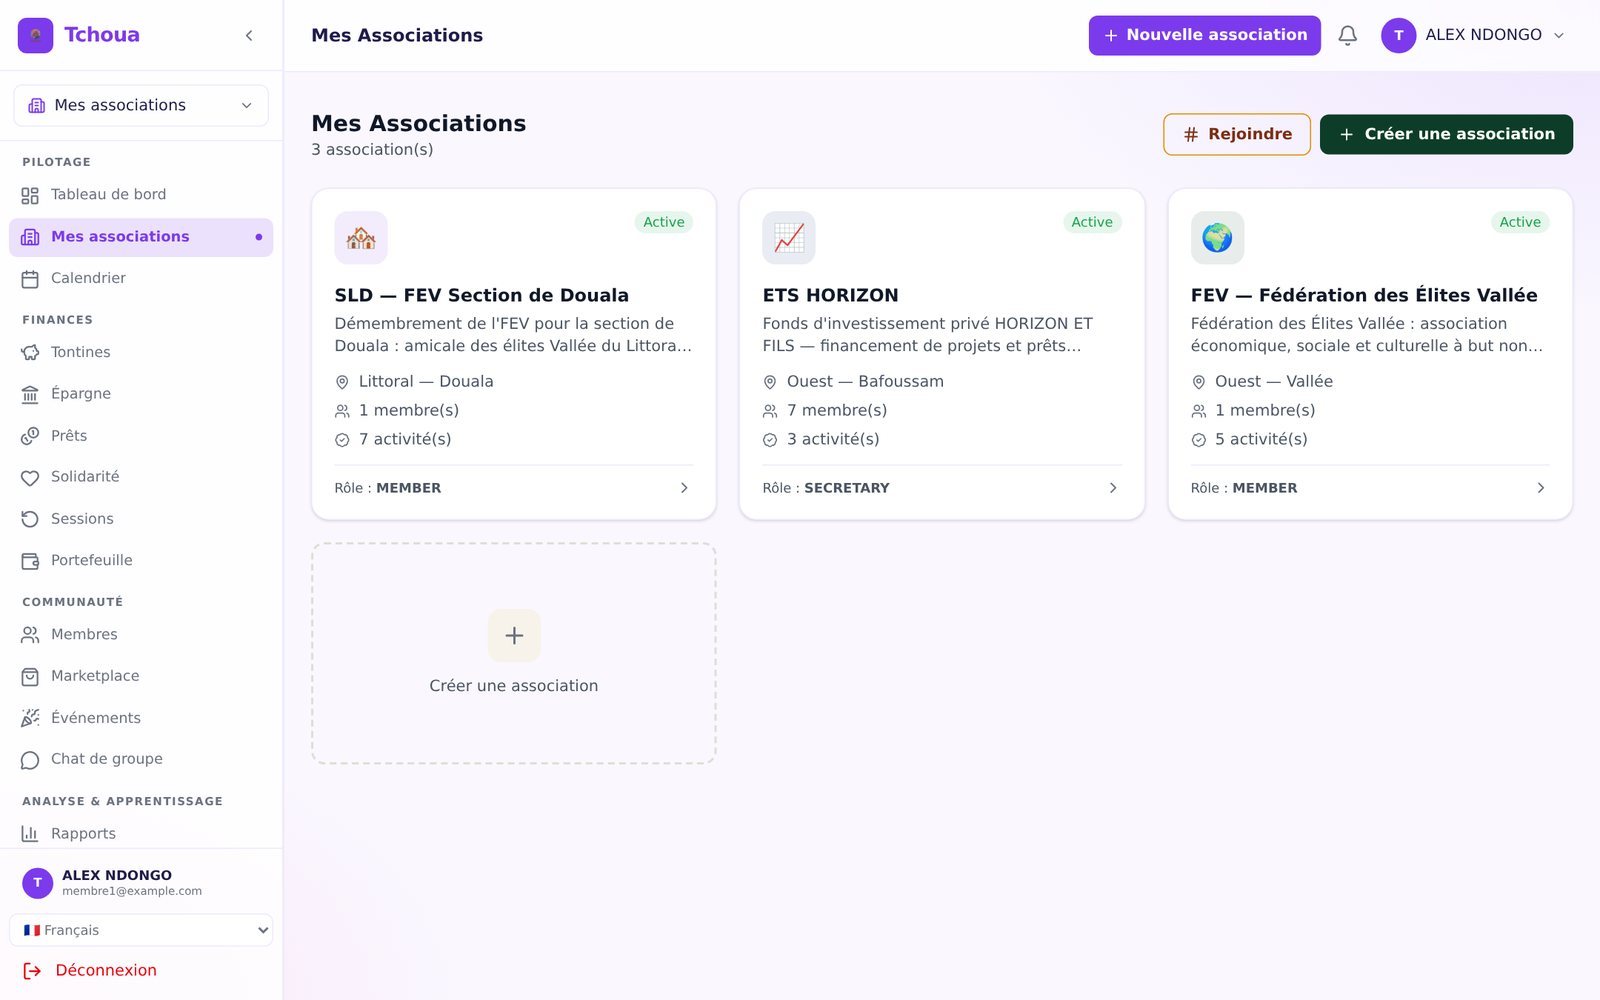 Tchoua
Mes associations
PILOTAGE
Tableau de bord
Mes associations
Calendrier
FINANCES
Tontines
Épargne
Prêts
Solidarité
Sessions
Portefeuille
COMMUNAUTÉ
Membres
Marketplace
Événements
Chat de groupe
ANALYSE & APPRENTISSAGE
Rapports
T
ALEX NDONGO
membre1@example.com
Français
Déconnexion
Mes Associations
Nouvelle association
T
ALEX NDONGO
Mes Associations
3 association(s)
# Rejoindre
Créer une association
Active
SLD — FEV Section de Douala
Démembrement de l'FEV pour la section de
Douala : amicale des élites Vallée du Littora…
Littoral — Douala
1 membre(s)
7 activité(s)
Rôle : MEMBER
Active
ETS HORIZON
Fonds d'investissement privé HORIZON ET
FILS — financement de projets et prêts…
Ouest — Bafoussam
7 membre(s)
3 activité(s)
Rôle : SECRETARY
Active
FEV — Fédération des Élites Vallée
Fédération des Élites Vallée : association
économique, sociale et culturelle à but non…
Ouest — Vallée
1 membre(s)
5 activité(s)
Rôle : MEMBER
Créer une association